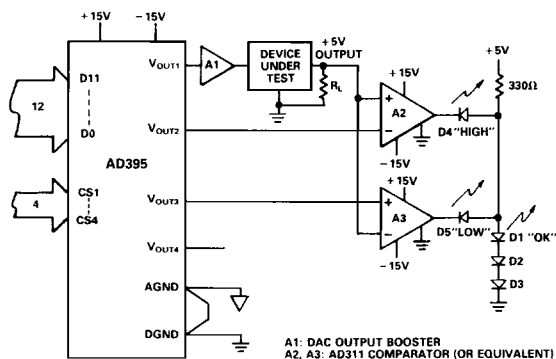 +15V
-15V
+5V
OUTPUT
+5V
D11
12
D0
VOUT1
A1
DEVICE
UNDER
TEST
RL
+15V
330Ω
+
A2
-
-15V
D4 "HIGH"
VOUT2
AD395
4
CS1
CS4
VOUT3
+15V
+
A3
-
-15V
D5 "LOW"
D1 "OK"
D2
D3
VOUT4
AGND
DGND
A1: DAC OUTPUT BOOSTER
A2, A3: AD311 COMPARATOR (OR EQUIVALENT)